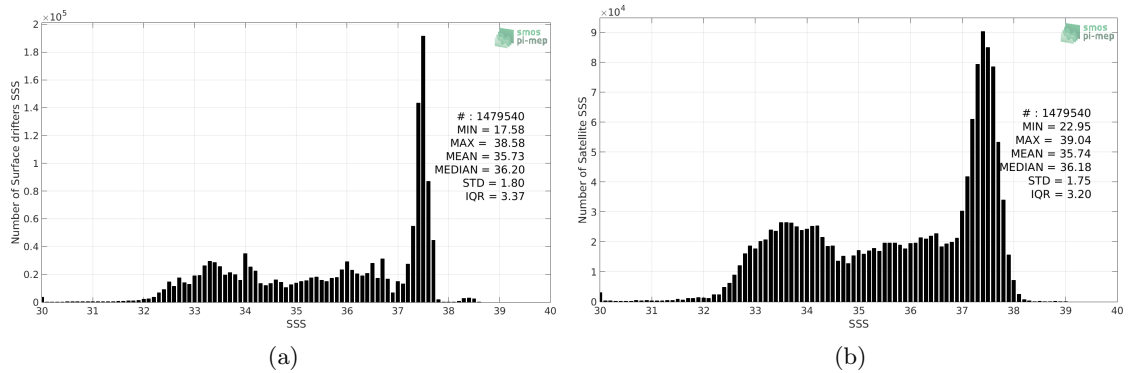 ×10⁵
2
1.8
1.6
1.4
1.2
1
0.8
0.6
0.4
0.2
0
30 31 32 33 34 35 36 37 38 39 40
SSS
Number of Surface drifters SSS
smos
pi-mep
# : 1479540
MIN = 17.58
MAX = 38.58
MEAN = 35.73
MEDIAN = 36.20
STD = 1.80
IQR = 3.37
(a)
×10⁴
9
8
7
6
5
4
3
2
1
0
30 31 32 33 34 35 36 37 38 39 40
SSS
Number of Satellite SSS
smos
pi-mep
# : 1479540
MIN = 22.95
MAX = 39.04
MEAN = 35.74
MEDIAN = 36.18
STD = 1.75
IQR = 3.20
(b)